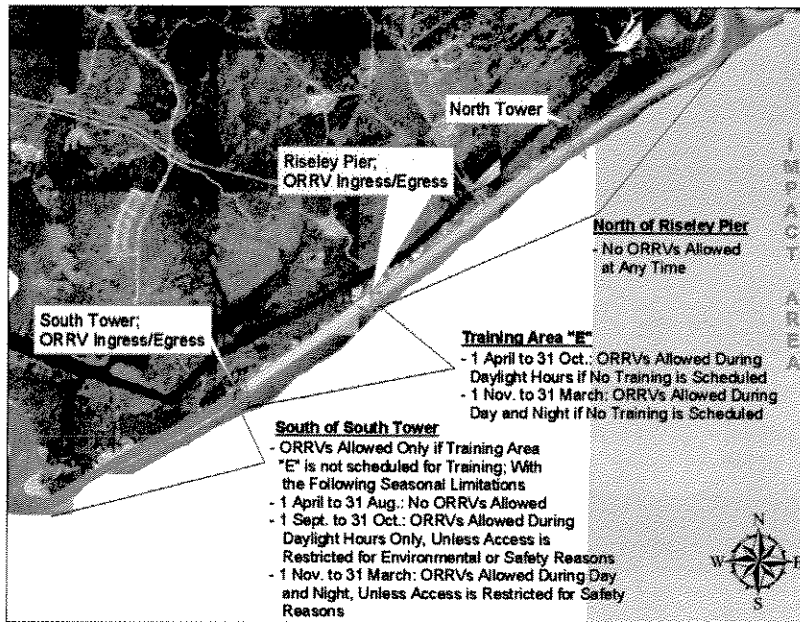 North Tower
Riseley Pier;
ORRV Ingress/Egress
IMPACT AREA
North of Riseley Pier
- No ORRVs Allowed
at Any Time
South Tower;
ORRV Ingress/Egress
Training Area "E"
- 1 April to 31 Oct.: ORRVs Allowed During
Daylight Hours if No Training is Scheduled
- 1 Nov. to 31 March: ORRVs Allowed During
Day and Night if No Training is Scheduled
South of South Tower
- ORRVs Allowed Only if Training Area
"E" is not scheduled for Training; With
the Following Seasonal Limitations
- 1 April to 31 Aug.: No ORRVs Allowed
- 1 Sept. to 31 Oct.: ORRVs Allowed During
Daylight Hours Only, Unless Access is
Restricted for Environmental or Safety Reasons
- 1 Nov. to 31 March: ORRVs Allowed During Day
and Night, Unless Access is Restricted for Safety
Reasons
N
W E
S